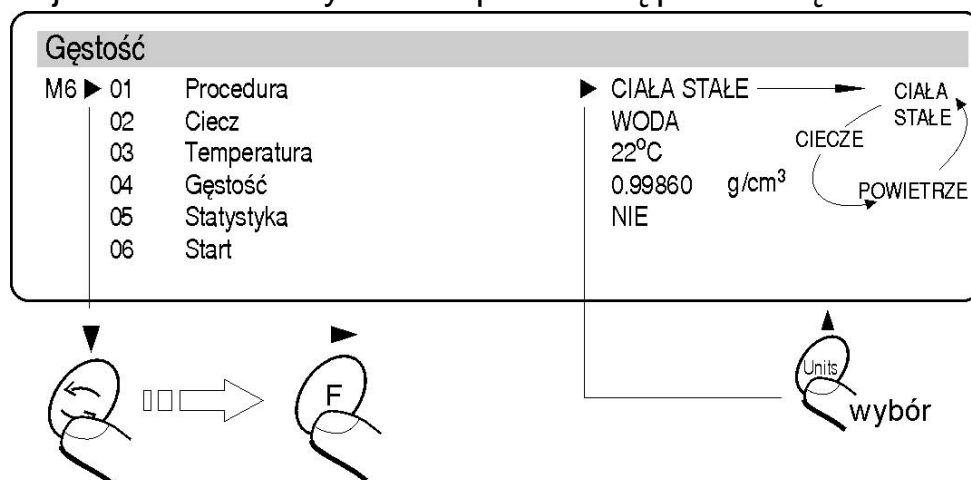 Gęstość
M6 ▶ 01 Procedura ▶ CIAŁA STAŁE
02 Ciecz WODA
03 Temperatura 22°C
04 Gęstość 0.99860 g/cm³
05 Statystyka NIE
06 Start
CIAŁA
STAŁE
CIECZE
POWIETRZE
F
Units
wybór